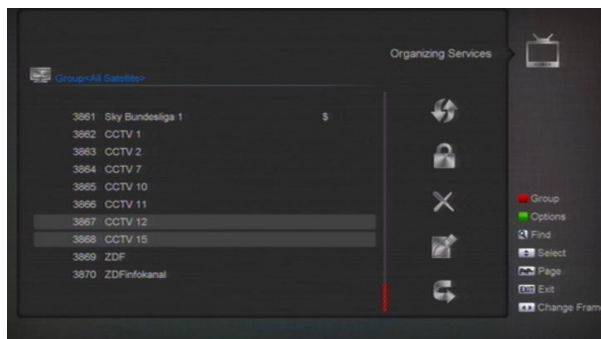 Organizing Services
Group<All Satellite>
3861 Sky Bundesliga 1 $
3862 CCTV 1
3863 CCTV 2
3864 CCTV 7
3865 CCTV 10
3866 CCTV 11
3867 CCTV 12
3868 CCTV 15
3869 ZDF
3870 ZDFinfokanal
Group
Options
Find
Select
Page
EXIT Exit
Change Frame